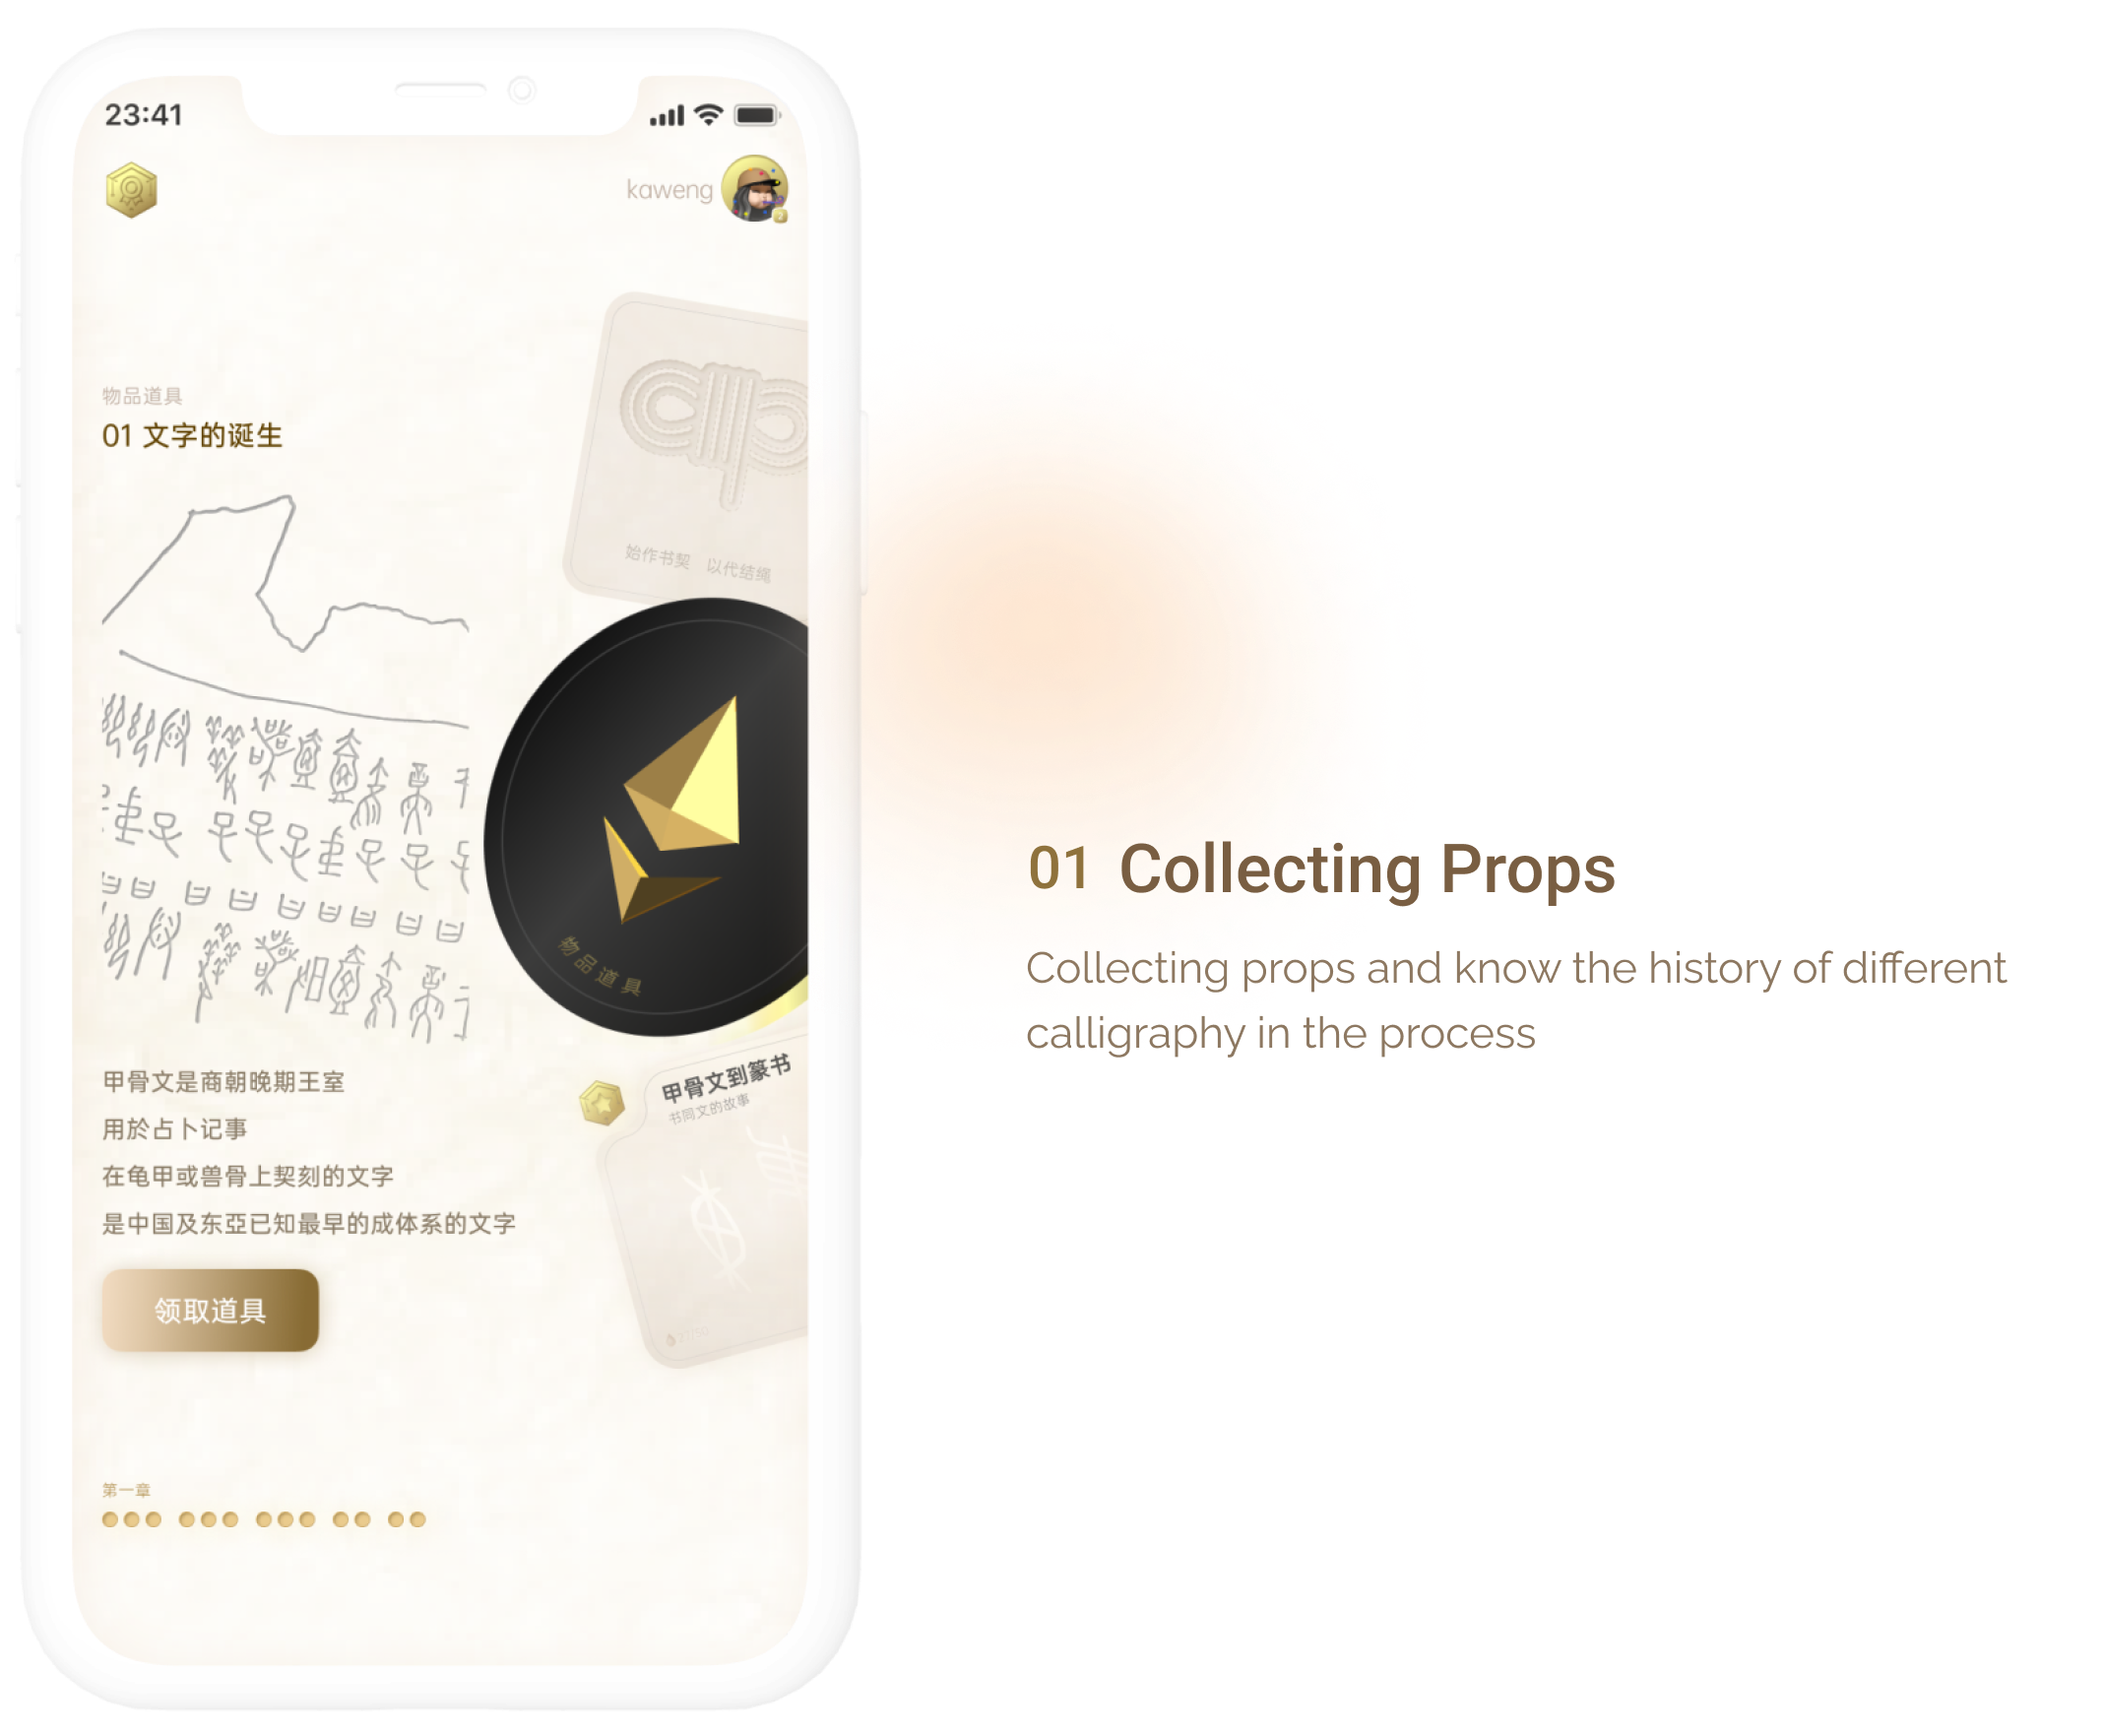 23:41
kaweng
物品道具
01 文字的诞生
始作书契 以代结绳
物品道具
甲骨文到篆书
书同文的故事
甲骨文是商朝晚期王室
用於占卜记事
在龟甲或兽骨上契刻的文字
是中国及东亞已知最早的成体系的文字
领取道具
第一章
01 Collecting Props
Collecting props and know the history of different
calligraphy in the process